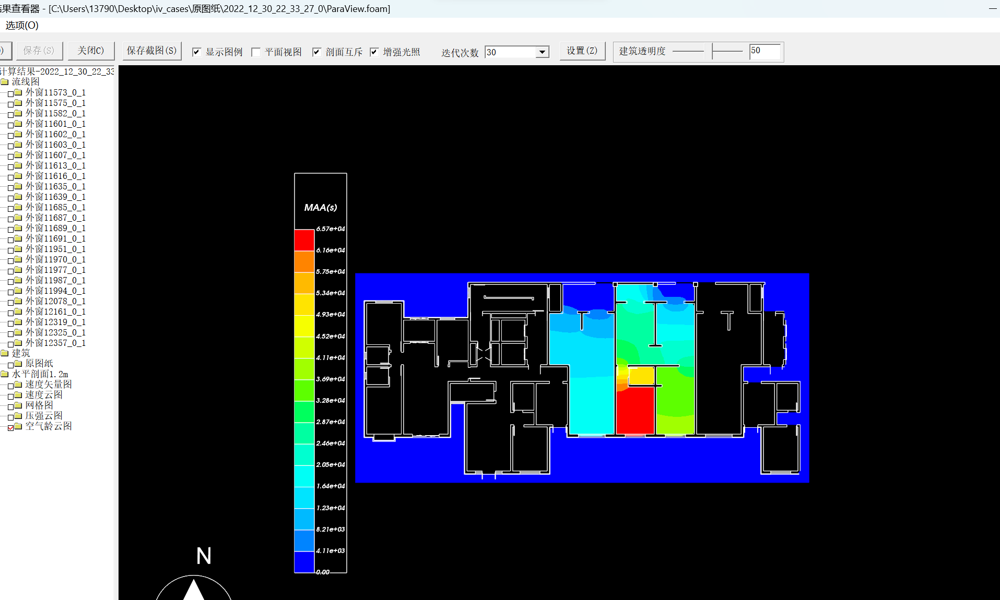 果查看器 - [C:\Users\13790\Desktop\iv_cases\原图纸\2022_12_30_22_33_27_0\ParaView.foam]
选项(O)
) 保存(S) 关闭C) 保存截图(S) 显示图例 平面视图 剖面互斥 增强光照 迭代次数 30 设置(Z) 建筑透明度 50
计算结果-2022_12_30_22_33
流线图
外窗11573_0_1
外窗11575_0_1
外窗11582_0_1
外窗11601_0_1
外窗11602_0_1
外窗11603_0_1
外窗11607_0_1
外窗11613_0_1
外窗11616_0_1
外窗11635_0_1
外窗11639_0_1
外窗11685_0_1
外窗11687_0_1
外窗11689_0_1
外窗11691_0_1
外窗11951_0_1
外窗11970_0_1
外窗11977_0_1
外窗11987_0_1
外窗11994_0_1
外窗12078_0_1
外窗12161_0_1
外窗12319_0_1
外窗12325_0_1
外窗12357_0_1
建筑
原图纸
水平剖面1.2m
速度矢量图
速度云图
网格图
压强云图
空气龄云图
MAA(s)
6.57e+04
6.16e+04
5.75e+04
5.34e+04
4.93e+04
4.52e+04
4.11e+04
3.69e+04
3.28e+04
2.87e+04
2.46e+04
2.05e+04
1.64e+04
1.23e+04
8.21e+03
4.11e+03
0.00
N